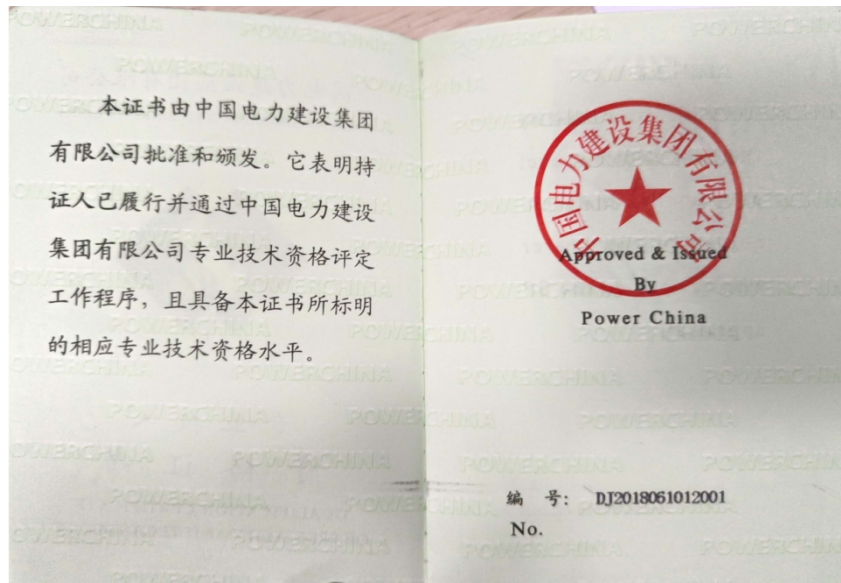 本证书由中国电力建设集团
有限公司批准和颁发。它表明持
证人已履行并通过中国电力建设
集团有限公司专业技术资格评定
工作程序，且具备本证书所标明
的相应专业技术资格水平。
中国电力建设集团有限公司
Approved & Issued
By
Power China
编 号： DJ2018061012001
No.
POWERCHINA